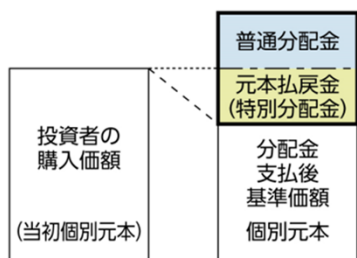 普通分配金
元本払戻金
(特別分配金)
投資者の
購入価額
(当初個別元本)
分配金
支払後
基準価額
個別元本